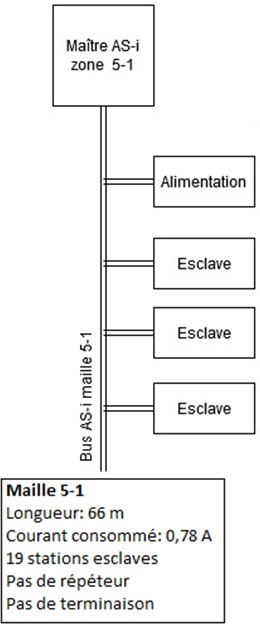 Maître AS-i
zone 5-1
Alimentation
Esclave
Esclave
Esclave
Bus AS-i maille 5-1
Maille 5-1
Longueur: 66 m
Courant consommé: 0,78 A
19 stations esclaves
Pas de répéteur
Pas de terminaison